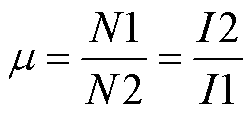 μ = N1/N2 = I2/I1